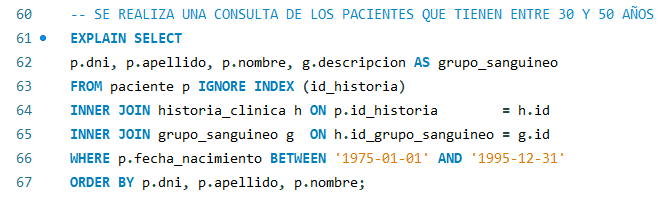 60 -- SE REALIZA UNA CONSULTA DE LOS PACIENTES QUE TIENEN ENTRE 30 Y 50 AÑOS
61 EXPLAIN SELECT
62 p.dni, p.apellido, p.nombre, g.descripcion AS grupo_sanguineo
63 FROM paciente p IGNORE INDEX (id_historia)
64 INNER JOIN historia_clinica h ON p.id_historia = h.id
65 INNER JOIN grupo_sanguineo g ON h.id_grupo_sanguineo = g.id
66 WHERE p.fecha_nacimiento BETWEEN '1975-01-01' AND '1995-12-31'
67 ORDER BY p.dni, p.apellido, p.nombre;